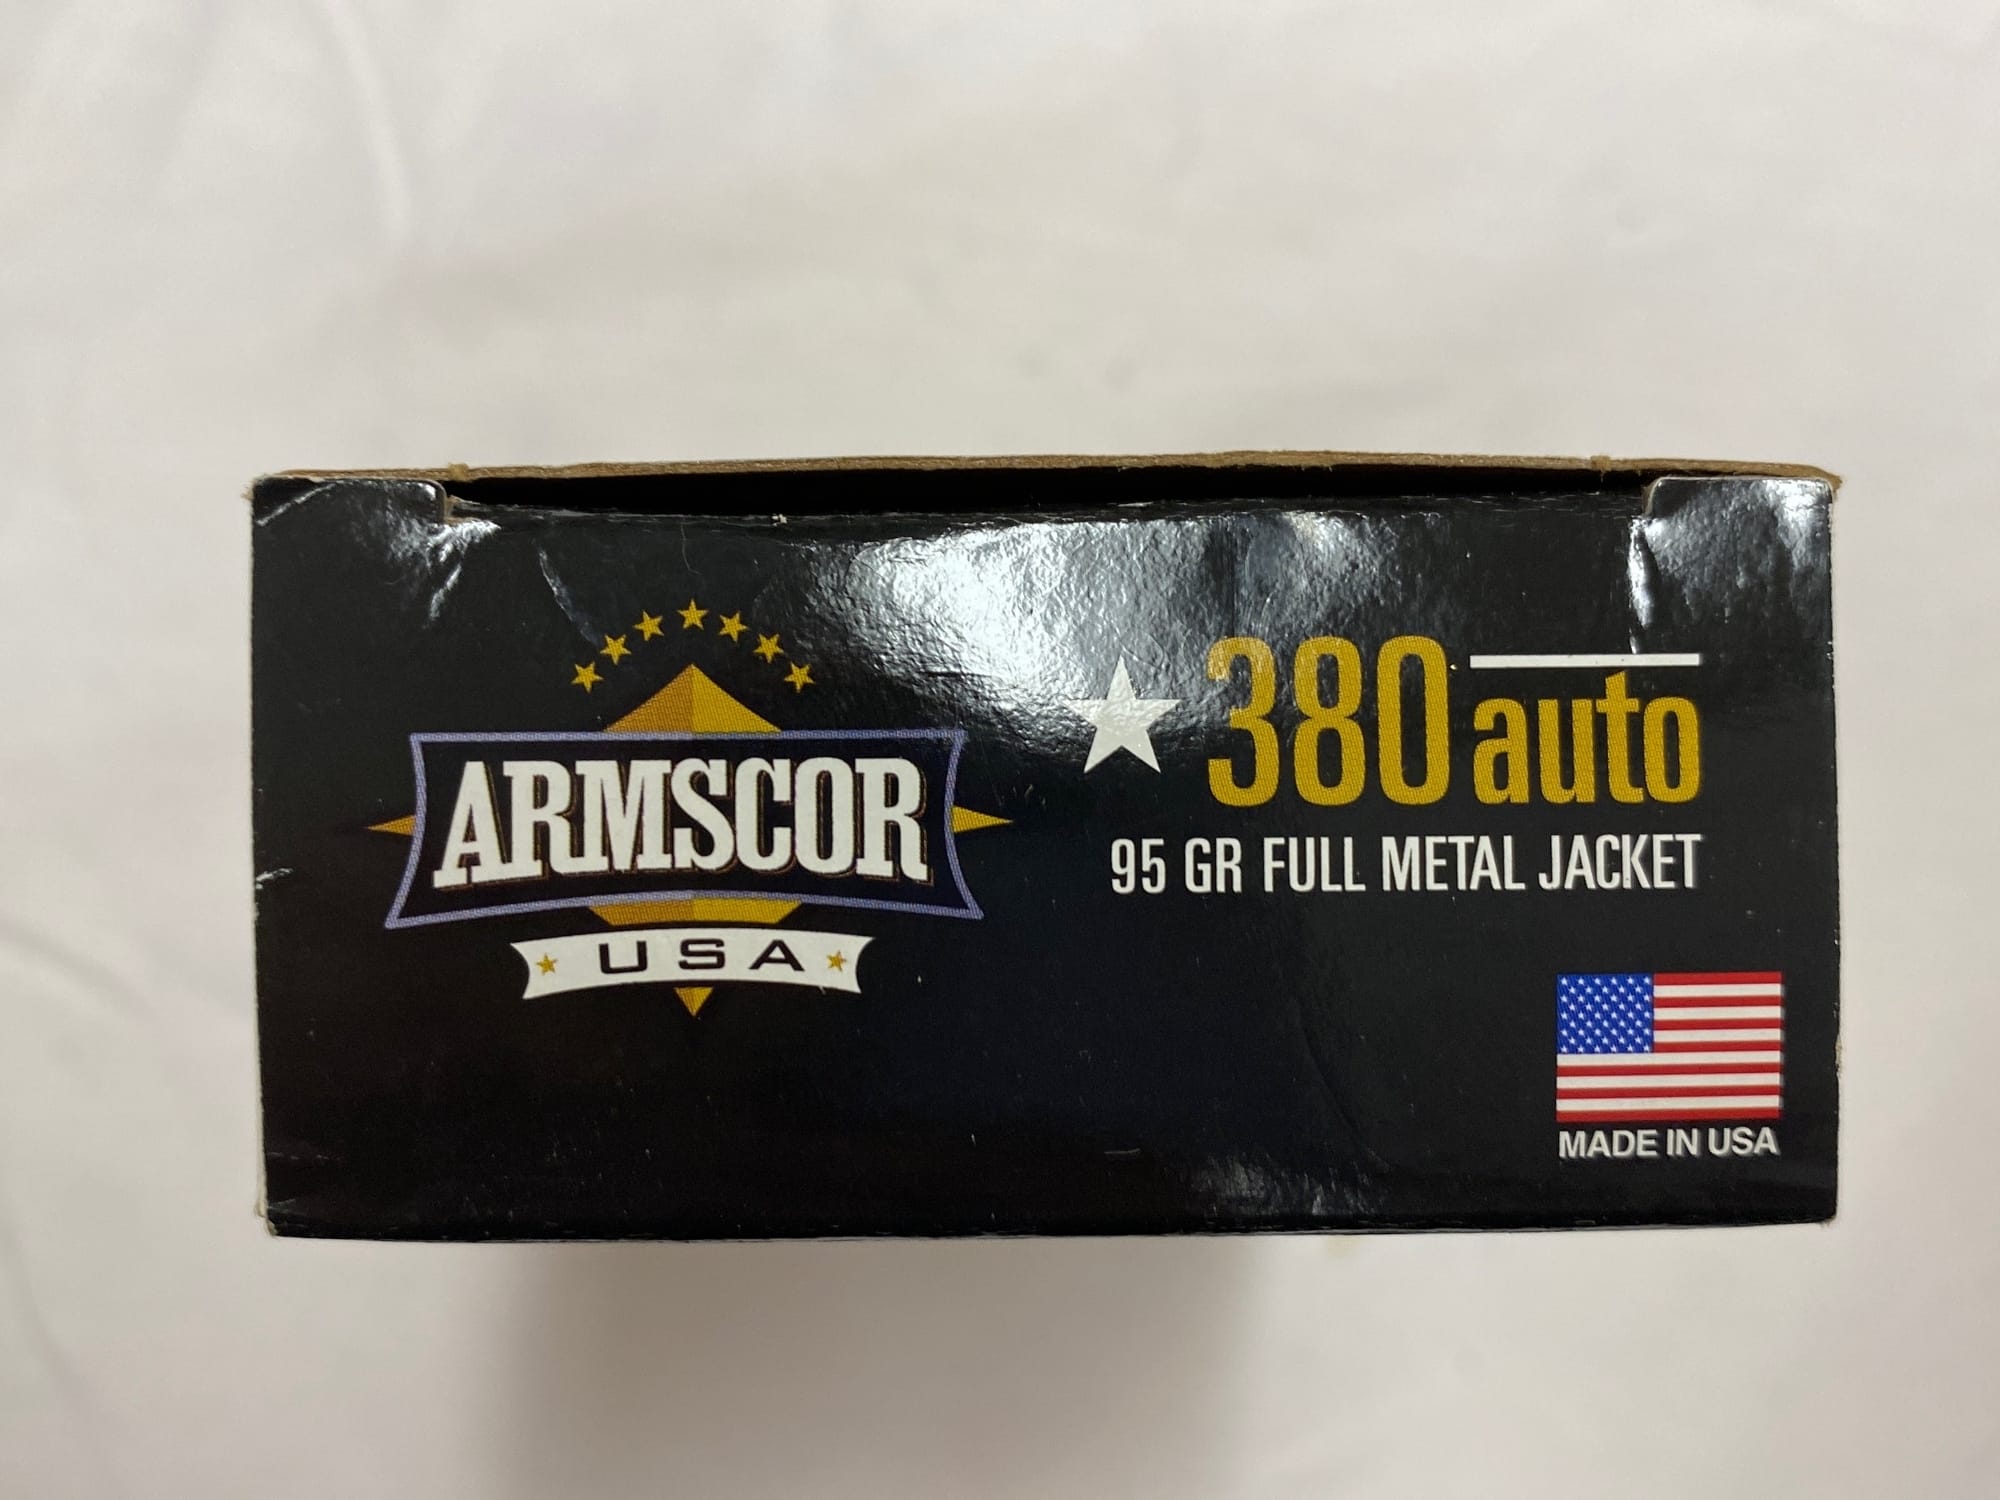 ARMSCOR
USA
380 auto
95 GR FULL METAL JACKET
MADE IN USA